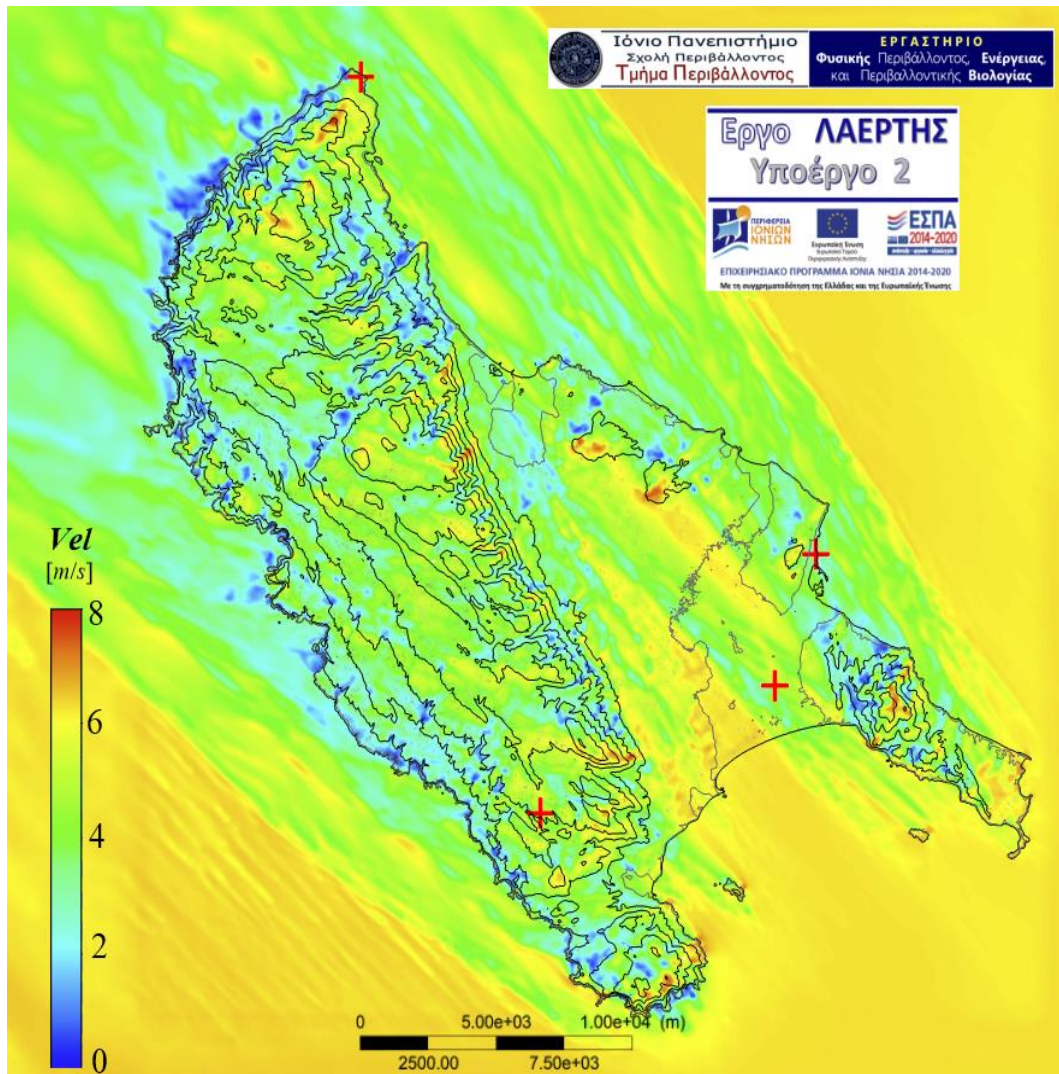 Ιόνιο Πανεπιστήμιο
Σχολή Περιβάλλοντος
Τμήμα Περιβάλλοντος
ΕΡΓΑΣΤΗΡΙΟ
Φυσικής Περιβάλλοντος, Ενέργειας,
και Περιβαλλοντικής Βιολογίας
Εργο ΛΑΕΡΤΗΣ
Υποέργο 2
ΠΕΡΙΦΕΡΕΙΑ
ΙΟΝΙΩΝ
ΝΗΣΩΝ
Ευρωπαϊκή Ένωση
ΕΣΠΑ
2014-2020
ΕΠΙΧΕΙΡΗΣΙΑΚΟ ΠΡΟΓΡΑΜΜΑ ΙΟΝΙΑ ΝΗΣΙΑ 2014-2020
Με τη συγχρηματοδότηση της Ελλάδας και της Ευρωπαϊκής Ένωσης
Vel
[m/s]
8
6
4
2
0
0 5.00e+03 1.00e+04 (m)
2500.00 7.50e+03